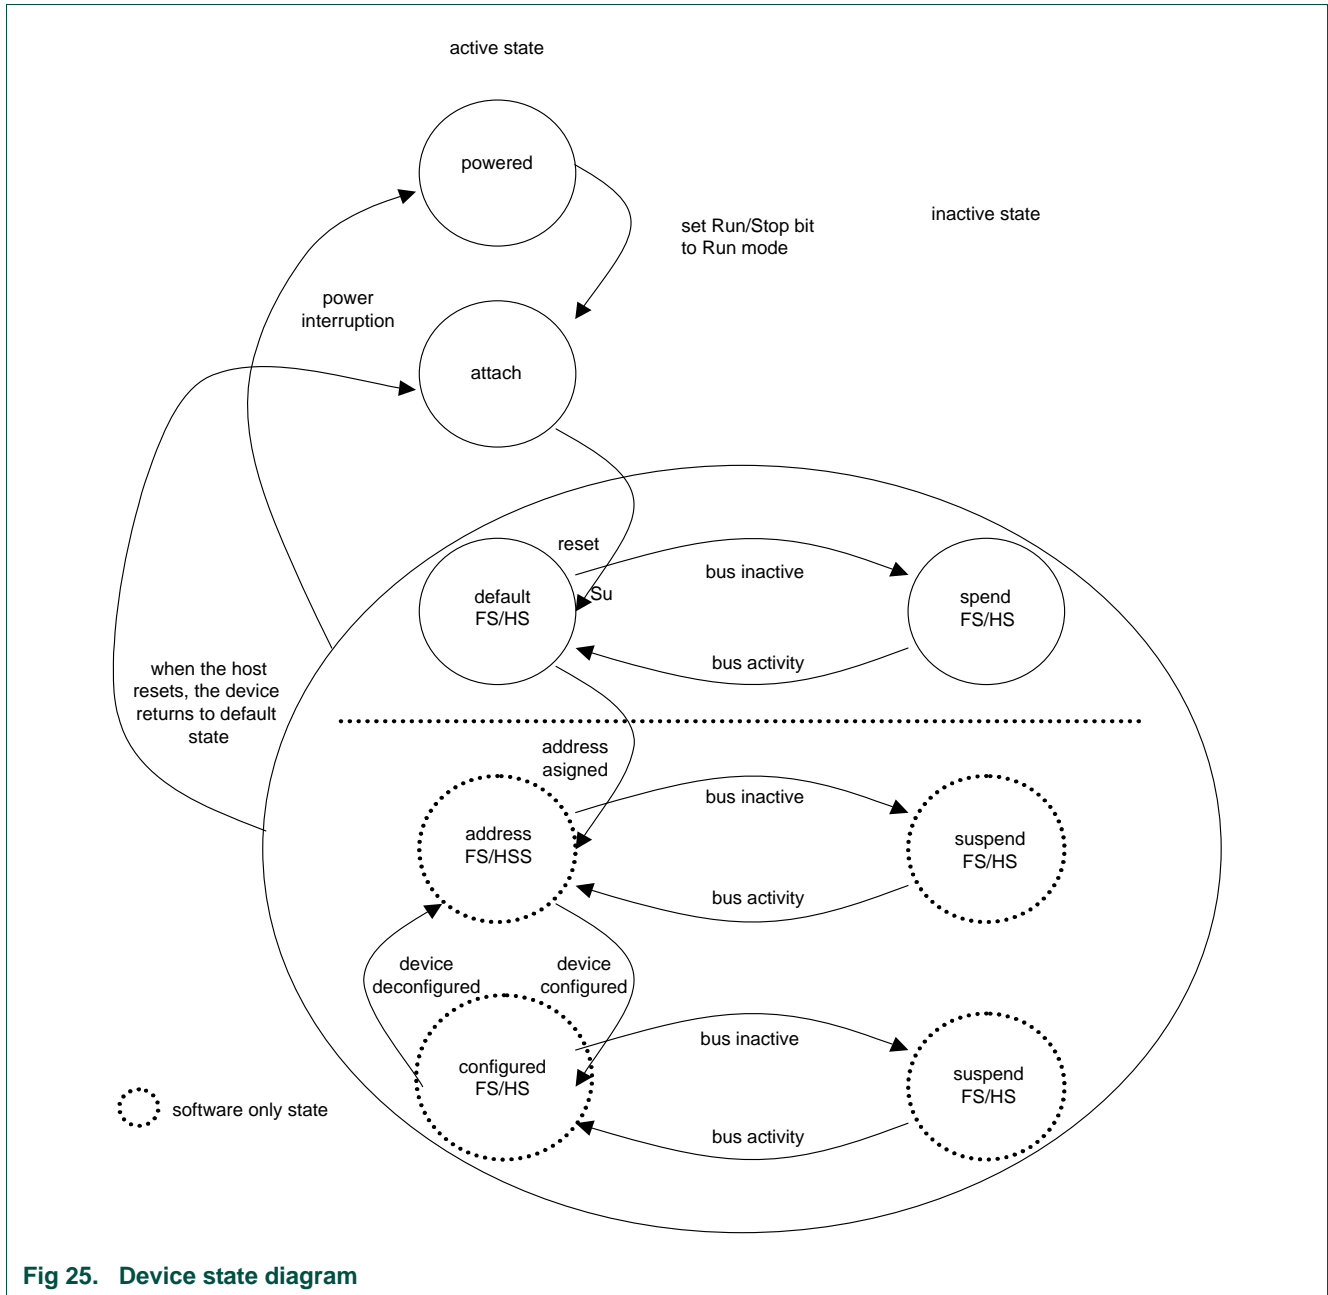 active state
powered
set Run/Stop bit
to Run mode
inactive state
power
interruption
attach
reset
bus inactive
default
FS/HS
Su
spend
FS/HS
bus activity
when the host
resets, the device
returns to default
state
address
asigned
bus inactive
address
FS/HSS
suspend
FS/HS
bus activity
device
deconfigured
device
configured
bus inactive
configured
FS/HS
suspend
FS/HS
software only state
bus activity
Fig 25. Device state diagram